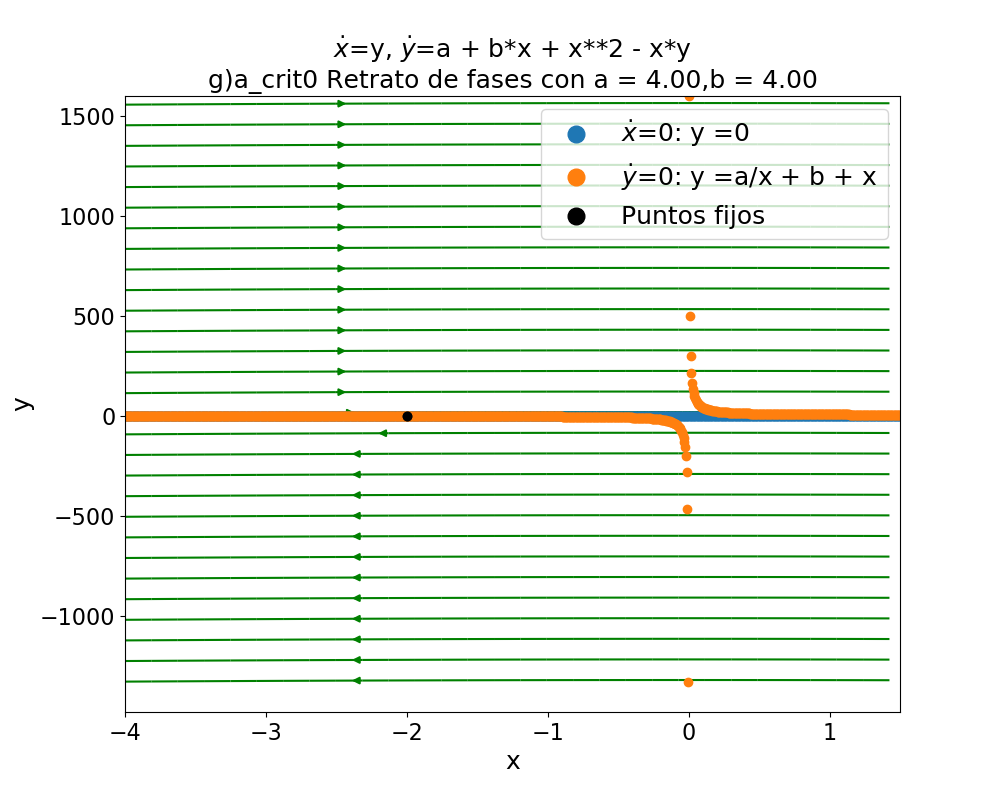 ẋ=y, ẏ=a + b*x + x**2 - x*y
g)a_crit0 Retrato de fases con a = 4.00,b = 4.00
ẋ=0: y =0
ẏ=0: y =a/x + b + x
Puntos fijos
y
1500
1000
500
0
−500
−1000
−4 −3 −2 −1 0 1
x